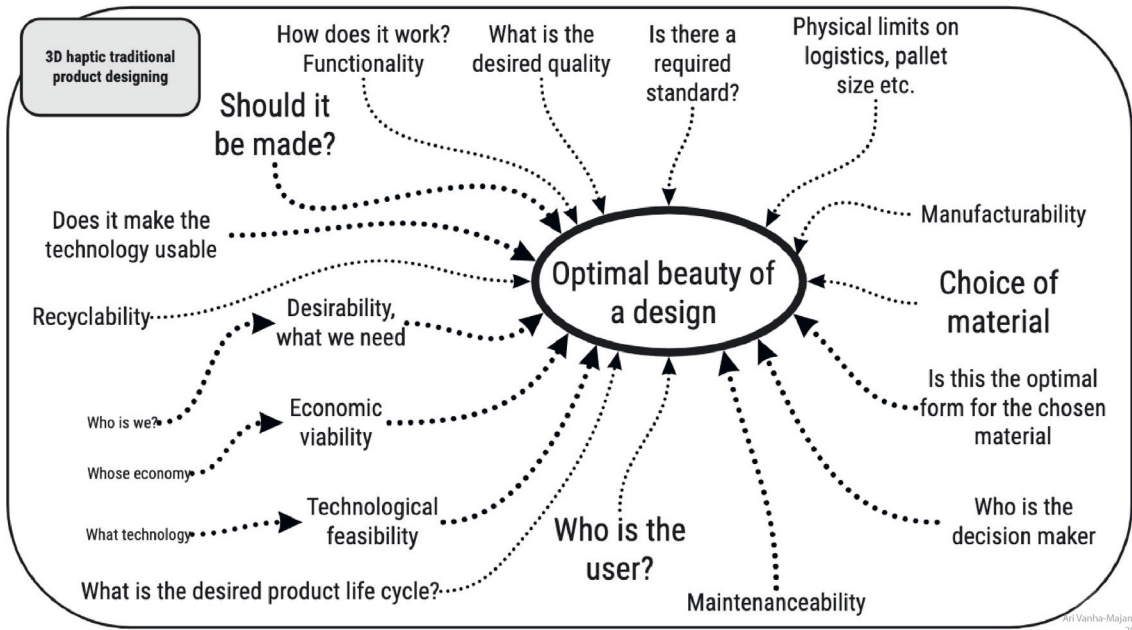 3D haptic traditional
product designing
How does it work?
Functionality
What is the
desired quality
Is there a
required
standard?
Physical limits on
logistics, pallet
size etc.
Should it
be made?
Does it make the
technology usable
Manufacturability
Optimal beauty of
a design
Choice of
material
Recyclability
Desirability,
what we need
Is this the optimal
form for the chosen
material
Who is we?
Economic
viability
Whose economy
Technological
feasibility
Who is the
decision maker
What technology
Who is the
user?
What is the desired product life cycle?
Maintenanceability
Ari Vanha-Majam